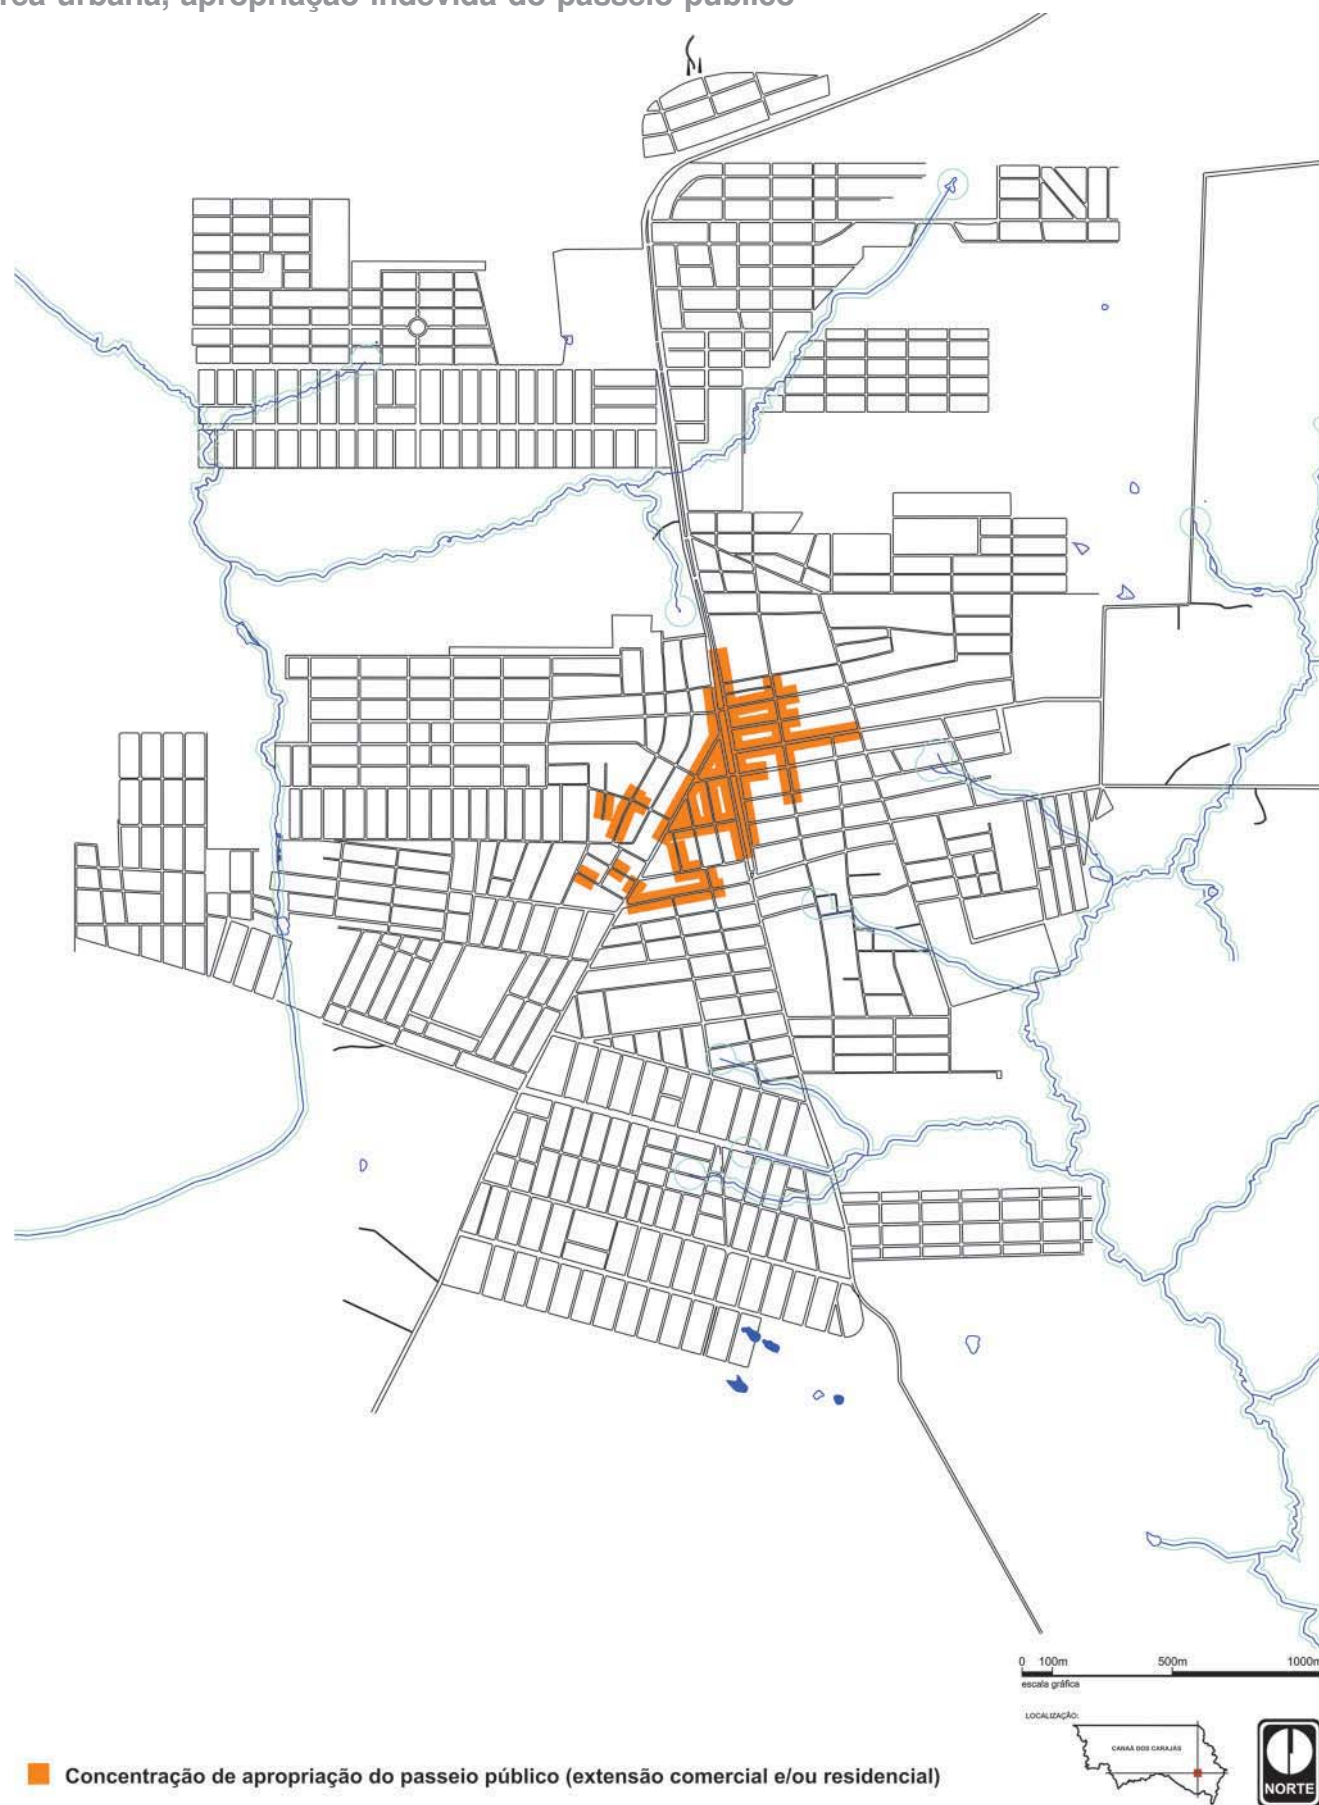 urbana, apropriação indevida do passeio público
0 100m 500m 1000m
escala gráfica
LOCALIZAÇÃO:
CANAÃ DOS CARAJÁS
NORTE
Concentração de apropriação do passeio público (extensão comercial e/ou residencial)